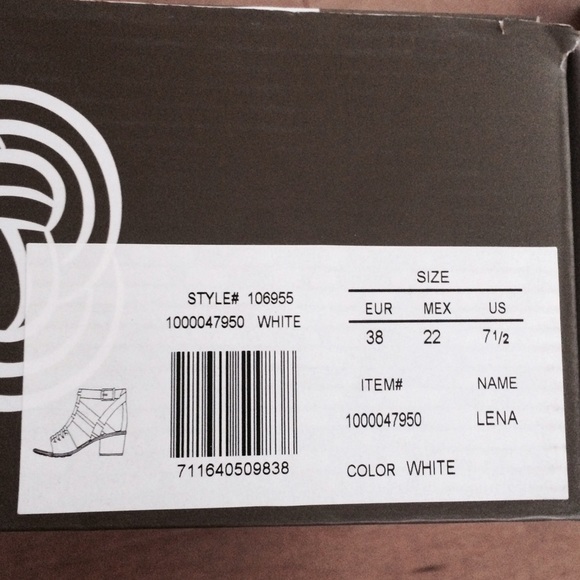 STYLE# 106955
1000047950 WHITE
711640509838
SIZE
EUR MEX US
38 22 7 1/2
ITEM# NAME
1000047950 LENA
COLOR WHITE